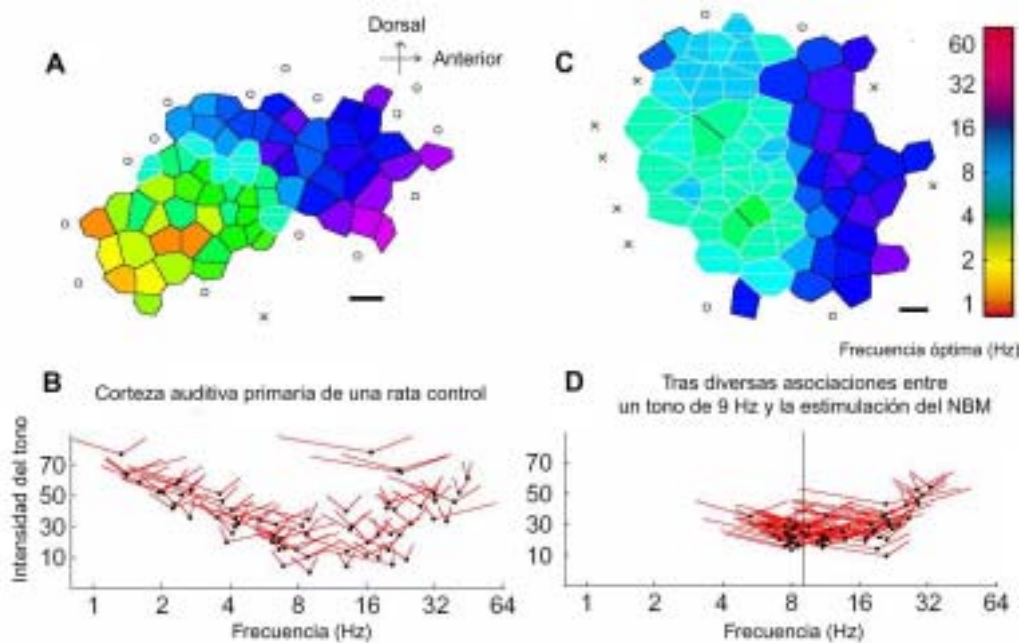 A
Dorsal
Anterior
C
60
32
16
8
4
2
1
Frecuencia óptima (Hz)
B
Corteza auditiva primaria de una rata control
D
Tras diversas asociaciones entre
un tono de 9 Hz y la estimulación del NBM
Intensidad del tono
70
50
30
10
1 2 4 8 16 32 64
Frecuencia (Hz)
70
50
30
10
1 2 4 8 16 32 64
Frecuencia (Hz)